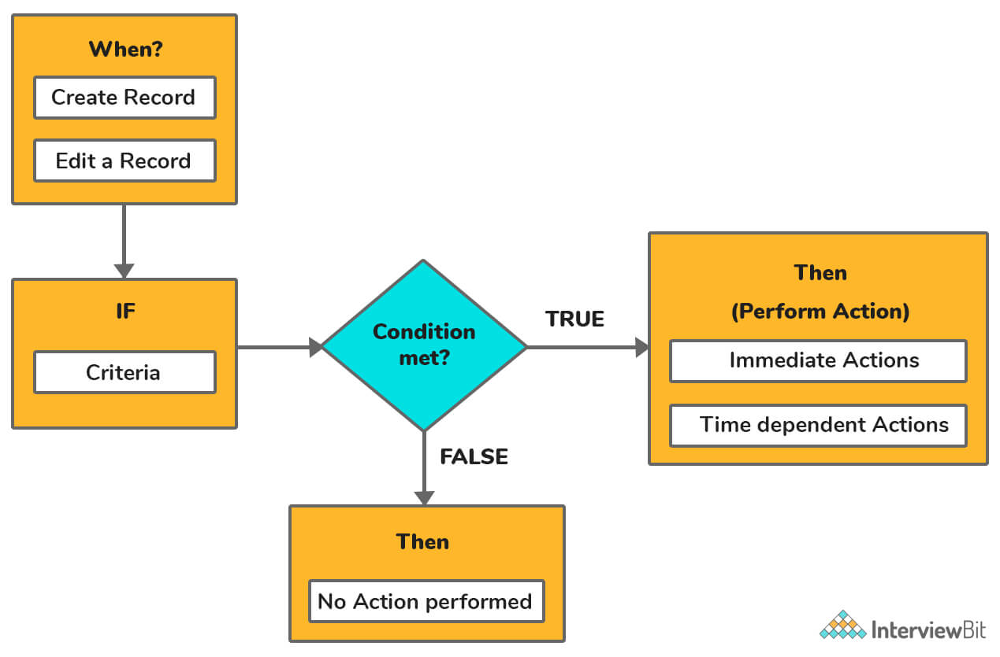 When?
Create Record
Edit a Record
IF
Criteria
Condition
met?
TRUE
Then
(Perform Action)
Immediate Actions
Time dependent Actions
FALSE
Then
No Action performed
InterviewBit